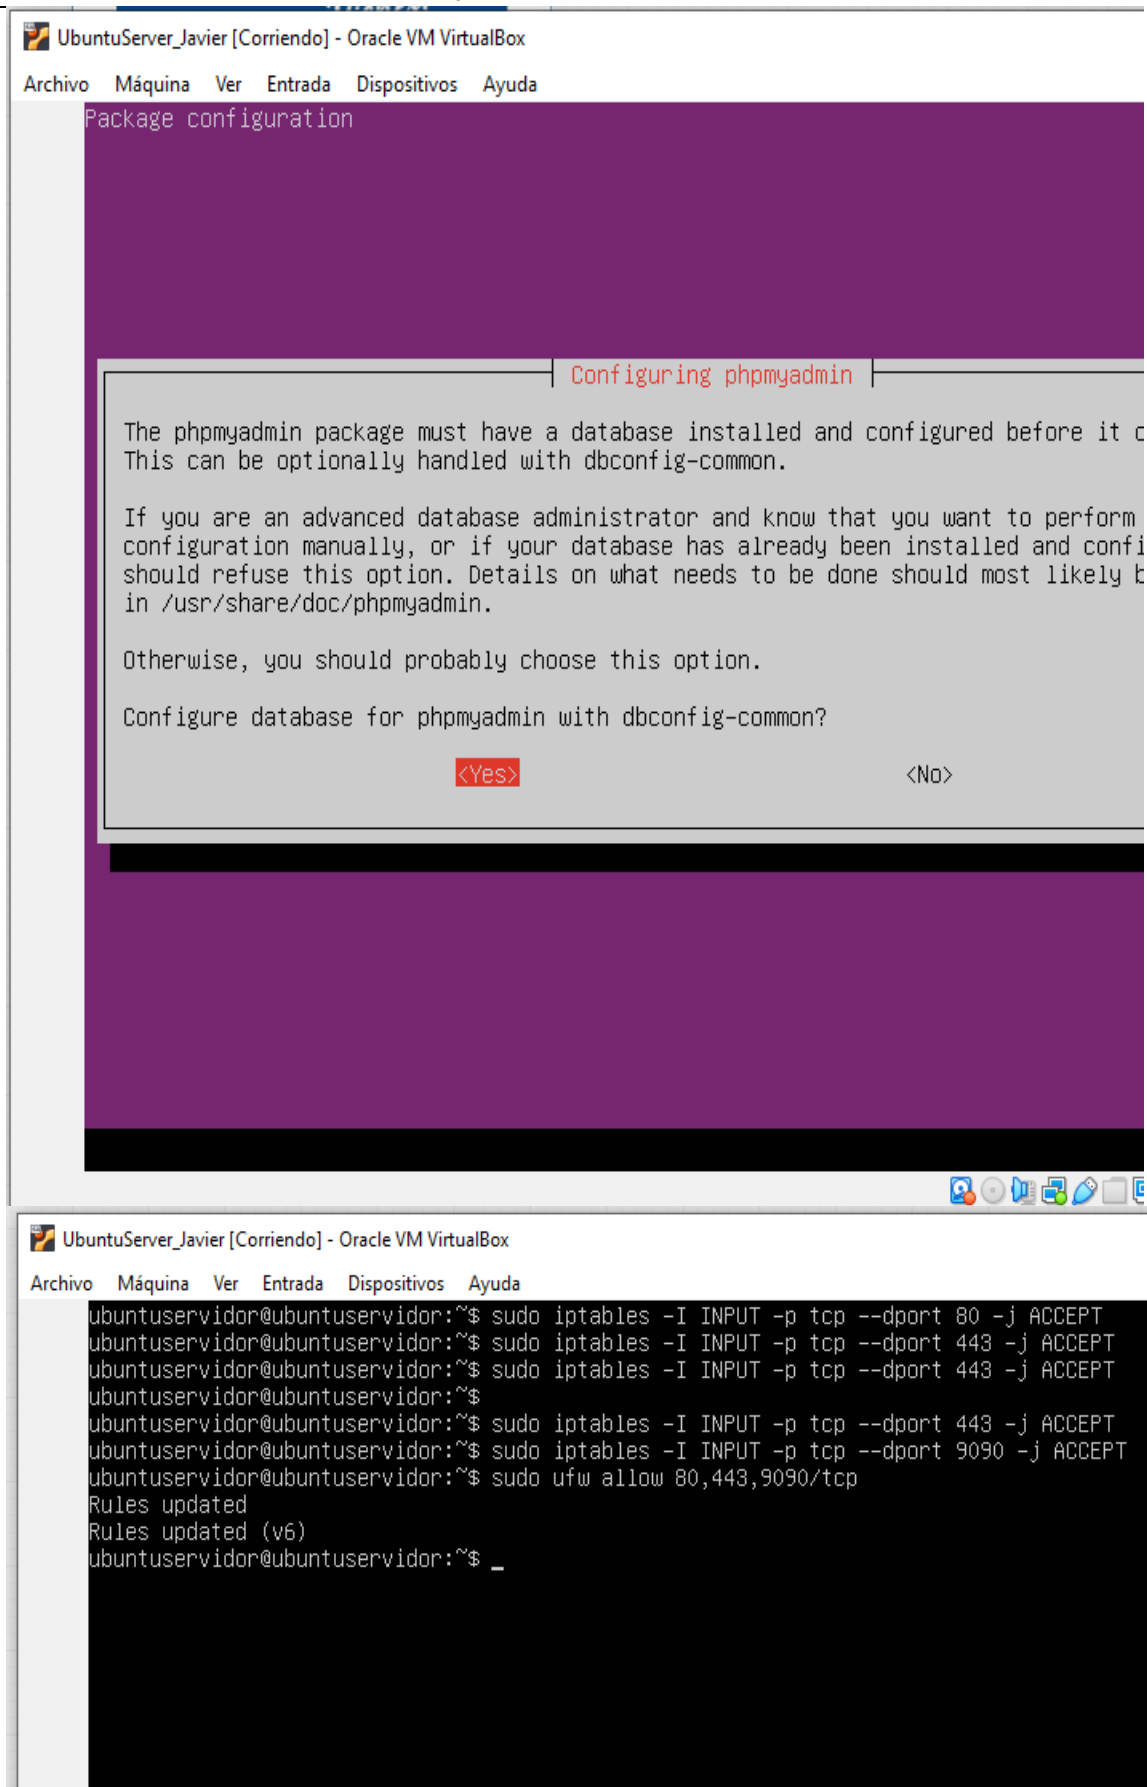 UbuntuServer_Javier [Corriendo] - Oracle VM VirtualBox
Archivo Máquina Ver Entrada Dispositivos Ayuda
Package configuration
Configuring phpmyadmin
The phpmyadmin package must have a database installed and configured before it
This can be optionally handled with dbconfig-common.
If you are an advanced database administrator and know that you want to perform
configuration manually, or if your database has already been installed and confi
should refuse this option. Details on what needs to be done should most likely
in /usr/share/doc/phpmyadmin.
Otherwise, you should probably choose this option.
Configure database for phpmyadmin with dbconfig-common?
<Yes> <No>
UbuntuServer_Javier [Corriendo] - Oracle VM VirtualBox
Archivo Máquina Ver Entrada Dispositivos Ayuda
ubuntuservidor@ubuntuservidor:~$ sudo iptables -I INPUT -p tcp --dport 80 -j ACCEPT
ubuntuservidor@ubuntuservidor:~$ sudo iptables -I INPUT -p tcp --dport 443 -j ACCEPT
ubuntuservidor@ubuntuservidor:~$ sudo iptables -I INPUT -p tcp --dport 443 -j ACCEPT
ubuntuservidor@ubuntuservidor:~$
ubuntuservidor@ubuntuservidor:~$ sudo iptables -I INPUT -p tcp --dport 443 -j ACCEPT
ubuntuservidor@ubuntuservidor:~$ sudo iptables -I INPUT -p tcp --dport 9090 -j ACCEPT
ubuntuservidor@ubuntuservidor:~$ sudo ufw allow 80,443,9090/tcp
Rules updated
Rules updated (v6)
ubuntuservidor@ubuntuservidor:~$ _